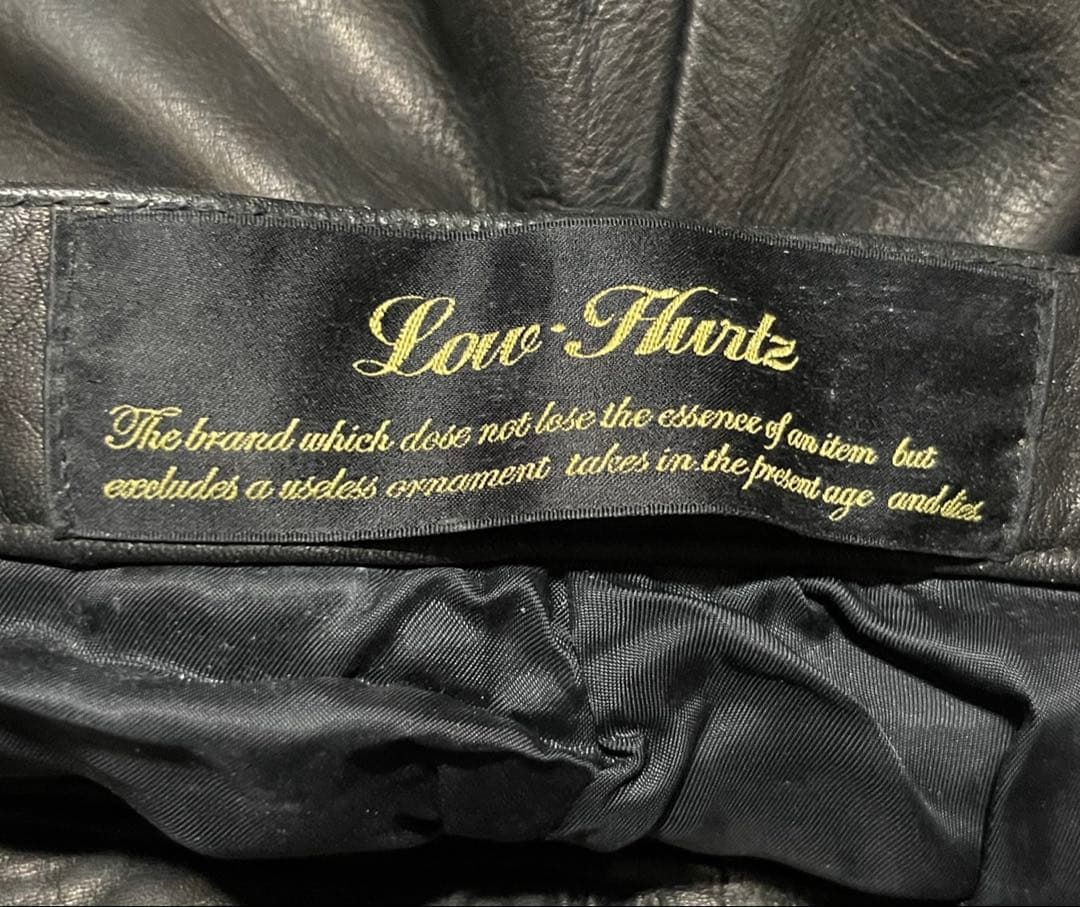 Low·Hurtz
The brand which dose not lose the essence of an item but
excludes a useless ornament takes in the present age and dies.